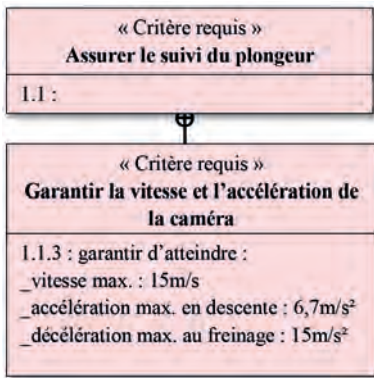 « Critère requis »
Assurer le suivi du plongeur
1.1 :
« Critère requis »
Garantir la vitesse et l'accélération de
la caméra
1.1.3 : garantir d'atteindre :
_vitesse max. : 15m/s
_accélération max. en descente : 6,7m/s²
_décélération max. au freinage : 15m/s²